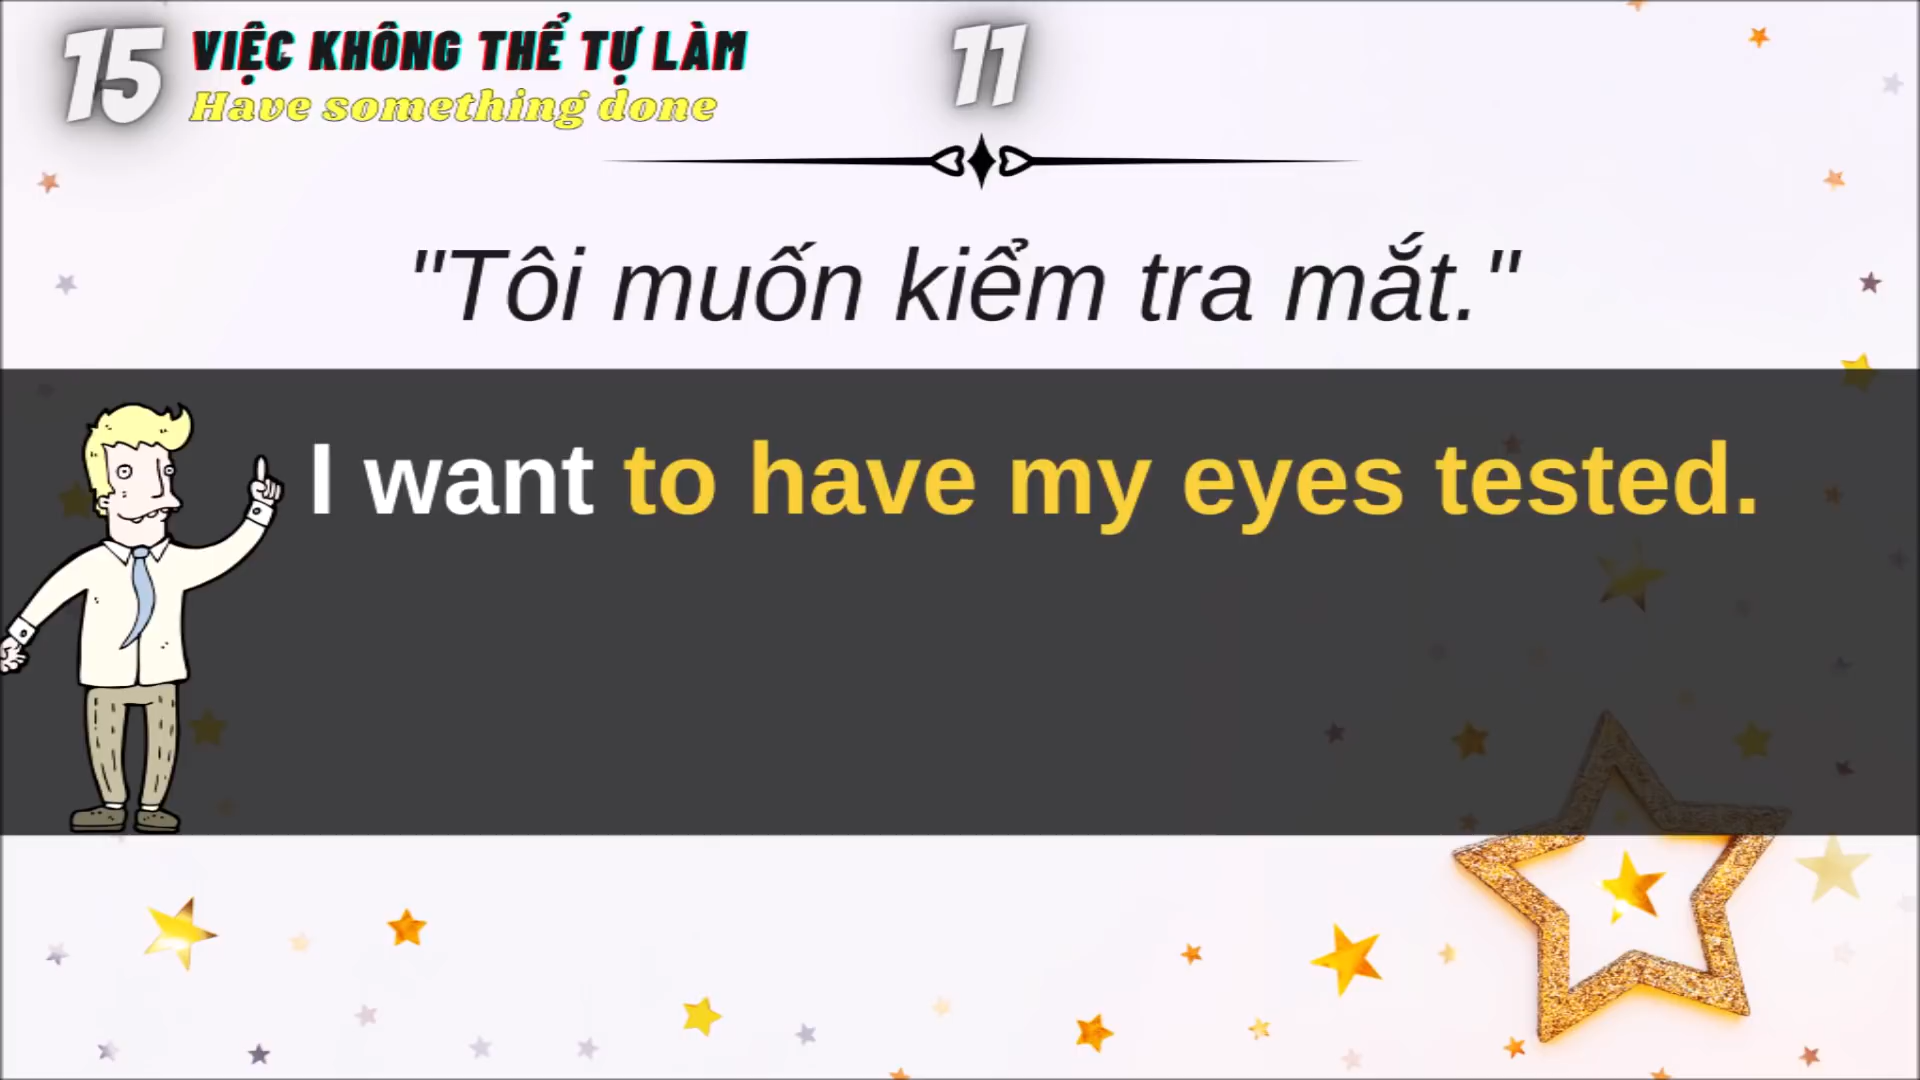 15 VIỆC KHÔNG THỂ TỰ LÀM
Have something done
11
"Tôi muốn kiểm tra mắt."
I want to have my eyes tested.